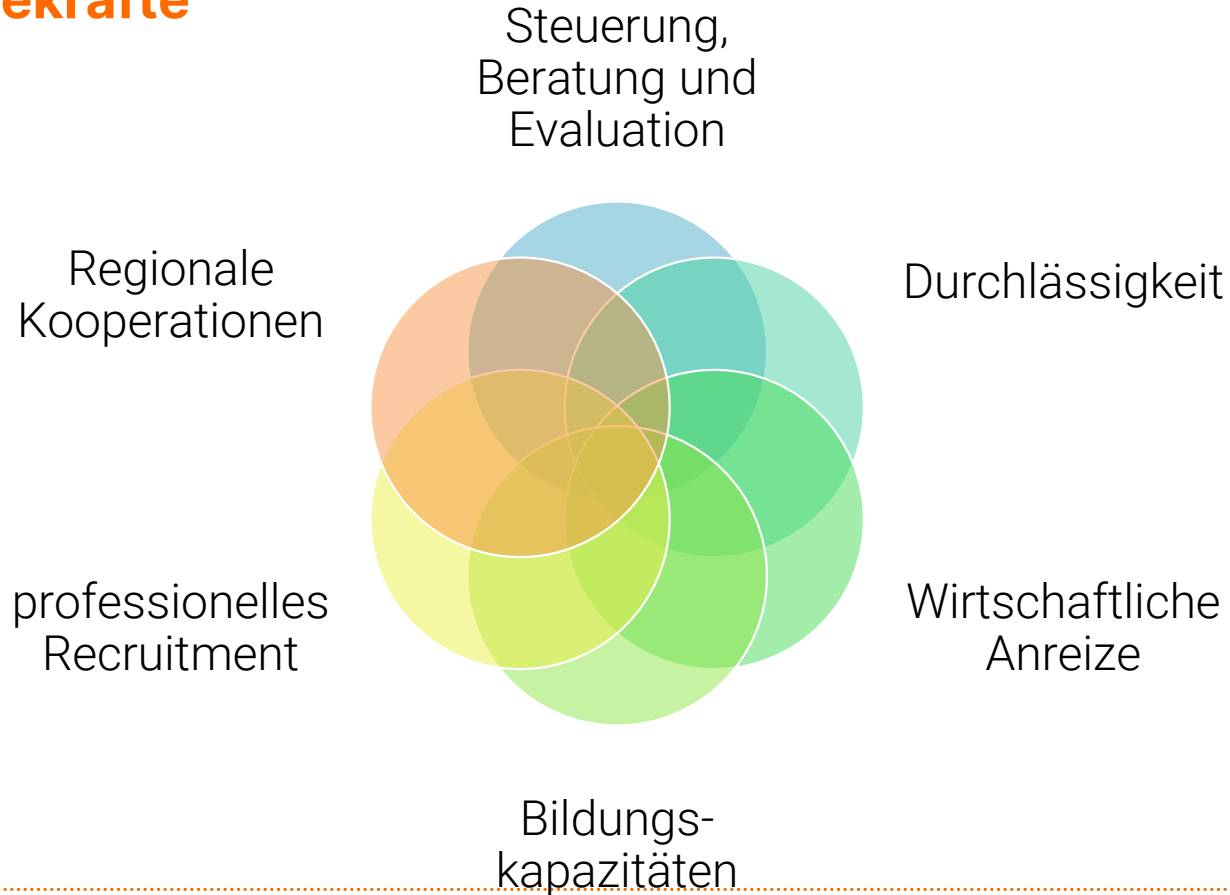 ekräfte
Steuerung,
Beratung und
Evaluation
Regionale
Kooperationen
Durchlässigkeit
professionelles
Recruitment
Wirtschaftliche
Anreize
Bildungs-
kapazitäten